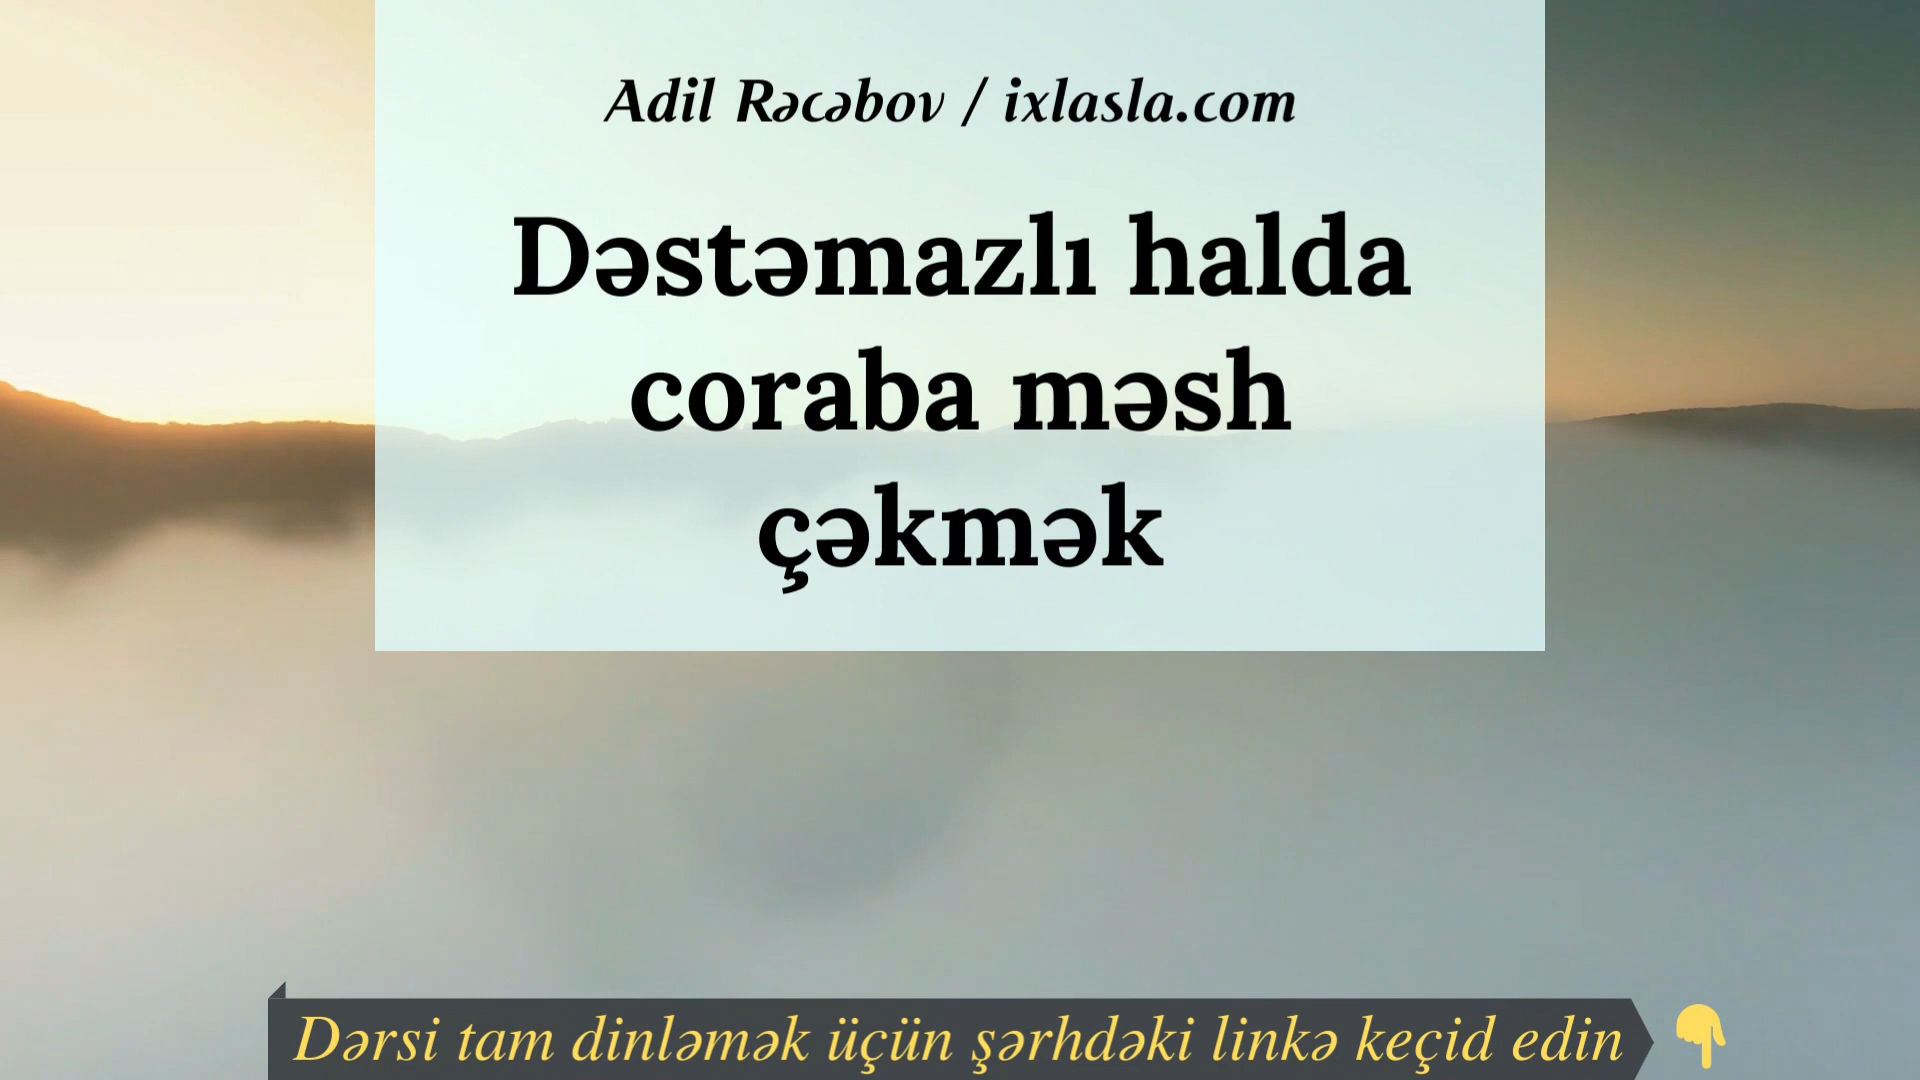 Adil Rəcəbov / ixlasla.com
Dəstəmazlı halda
coraba məsh
çəkmək
Dərsi tam dinləmək üçün şərhdəki linkə keçid edin